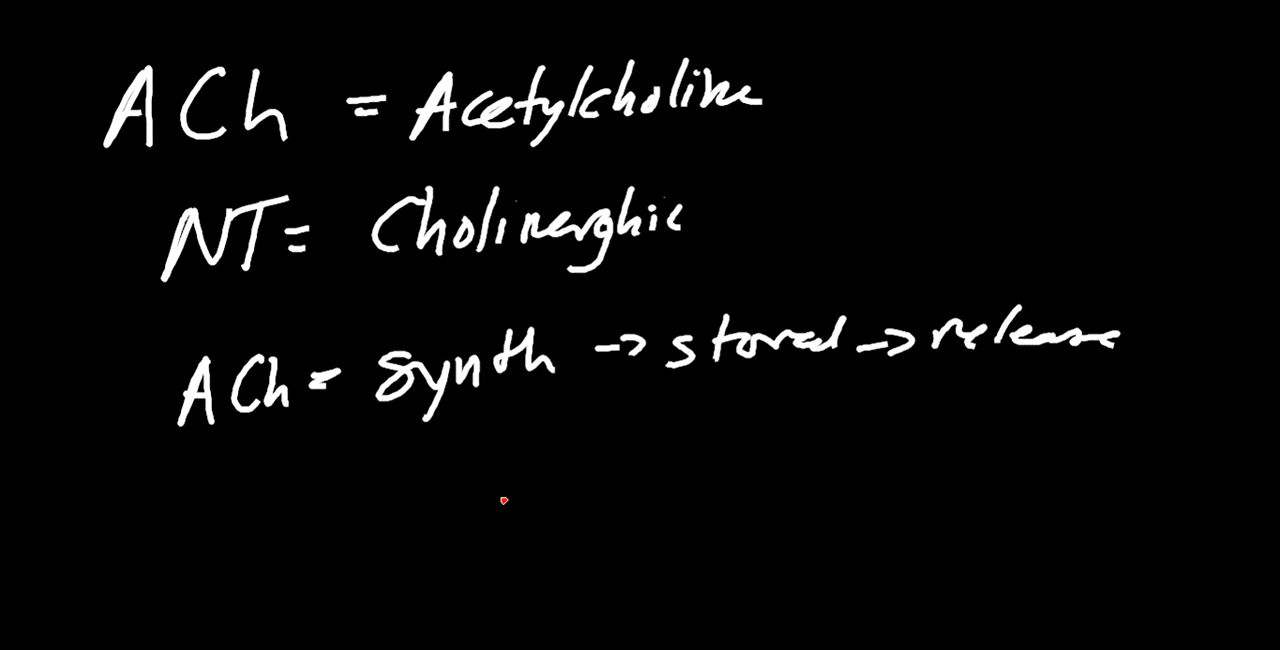 ACh = Acetylcholine
NT = Cholinerghic
ACh = synth -> stored -> release